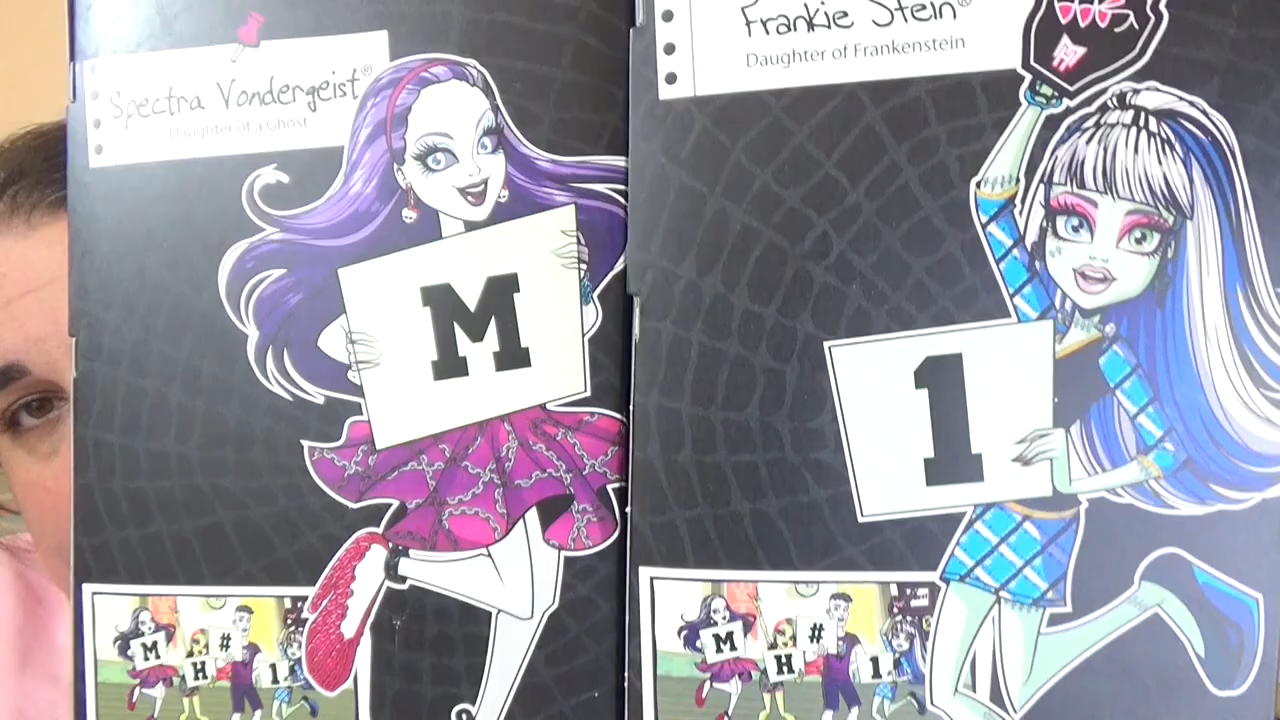 Spectra Vondergeist®
Daughter of a Ghost
M
M
H
#
1
Frankie Stein®
Daughter of Frankenstein
1
M
H
#
1